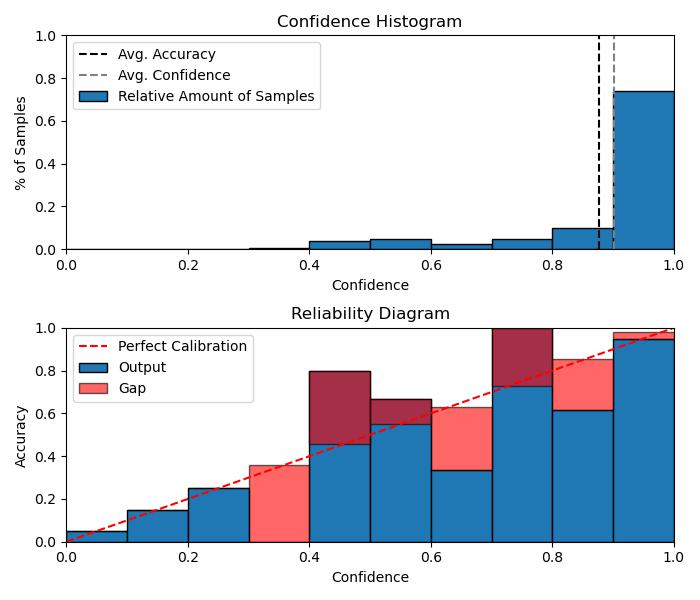 Confidence Histogram
1.0
0.8
0.6
0.4
0.2
0.0
% of Samples
Avg. Accuracy
Avg. Confidence
Relative Amount of Samples
0.0 0.2 0.4 0.6 0.8 1.0
Confidence
Reliability Diagram
1.0
0.8
0.6
0.4
0.2
0.0
Accuracy
Perfect Calibration
Output
Gap
0.0 0.2 0.4 0.6 0.8 1.0
Confidence